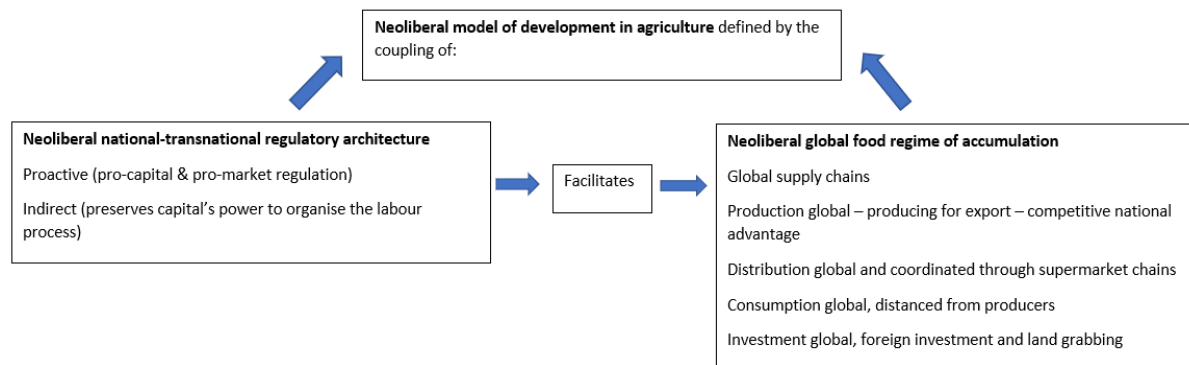 Neoliberal model of development in agriculture defined by the
coupling of:
Neoliberal national-transnational regulatory architecture
Proactive (pro-capital & pro-market regulation)
Indirect (preserves capital’s power to organise the labour
process)
Facilitates
Neoliberal global food regime of accumulation
Global supply chains
Production global – producing for export – competitive national
advantage
Distribution global and coordinated through supermarket chains
Consumption global, distanced from producers
Investment global, foreign investment and land grabbing